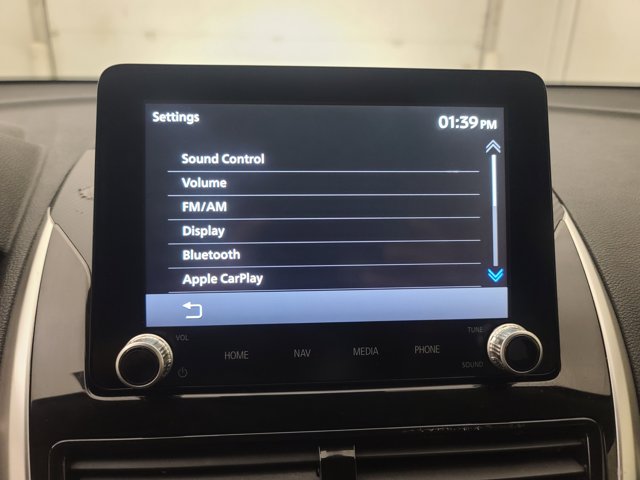 Settings
01:39 PM
Sound Control
Volume
FM/AM
Display
Bluetooth
Apple CarPlay
VOL
HOME
NAV
MEDIA
PHONE
TUNE
SOUND